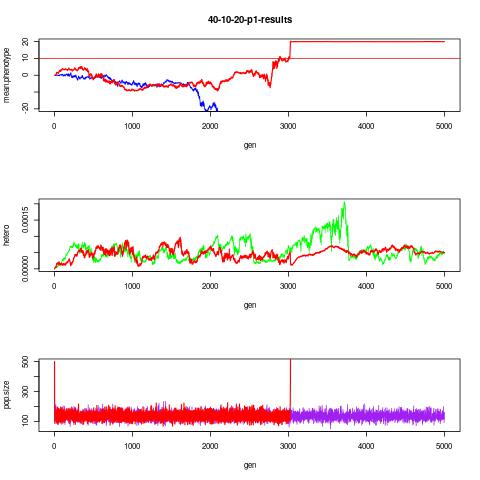 40-10-20-p1-results
mean.phenotype
20
10
0
-20
0 1000 2000 3000 4000 5000
gen
hetero
0.00015
0.00000
0 1000 2000 3000 4000 5000
gen
pop.size
500
300
100
0 1000 2000 3000 4000 5000
gen